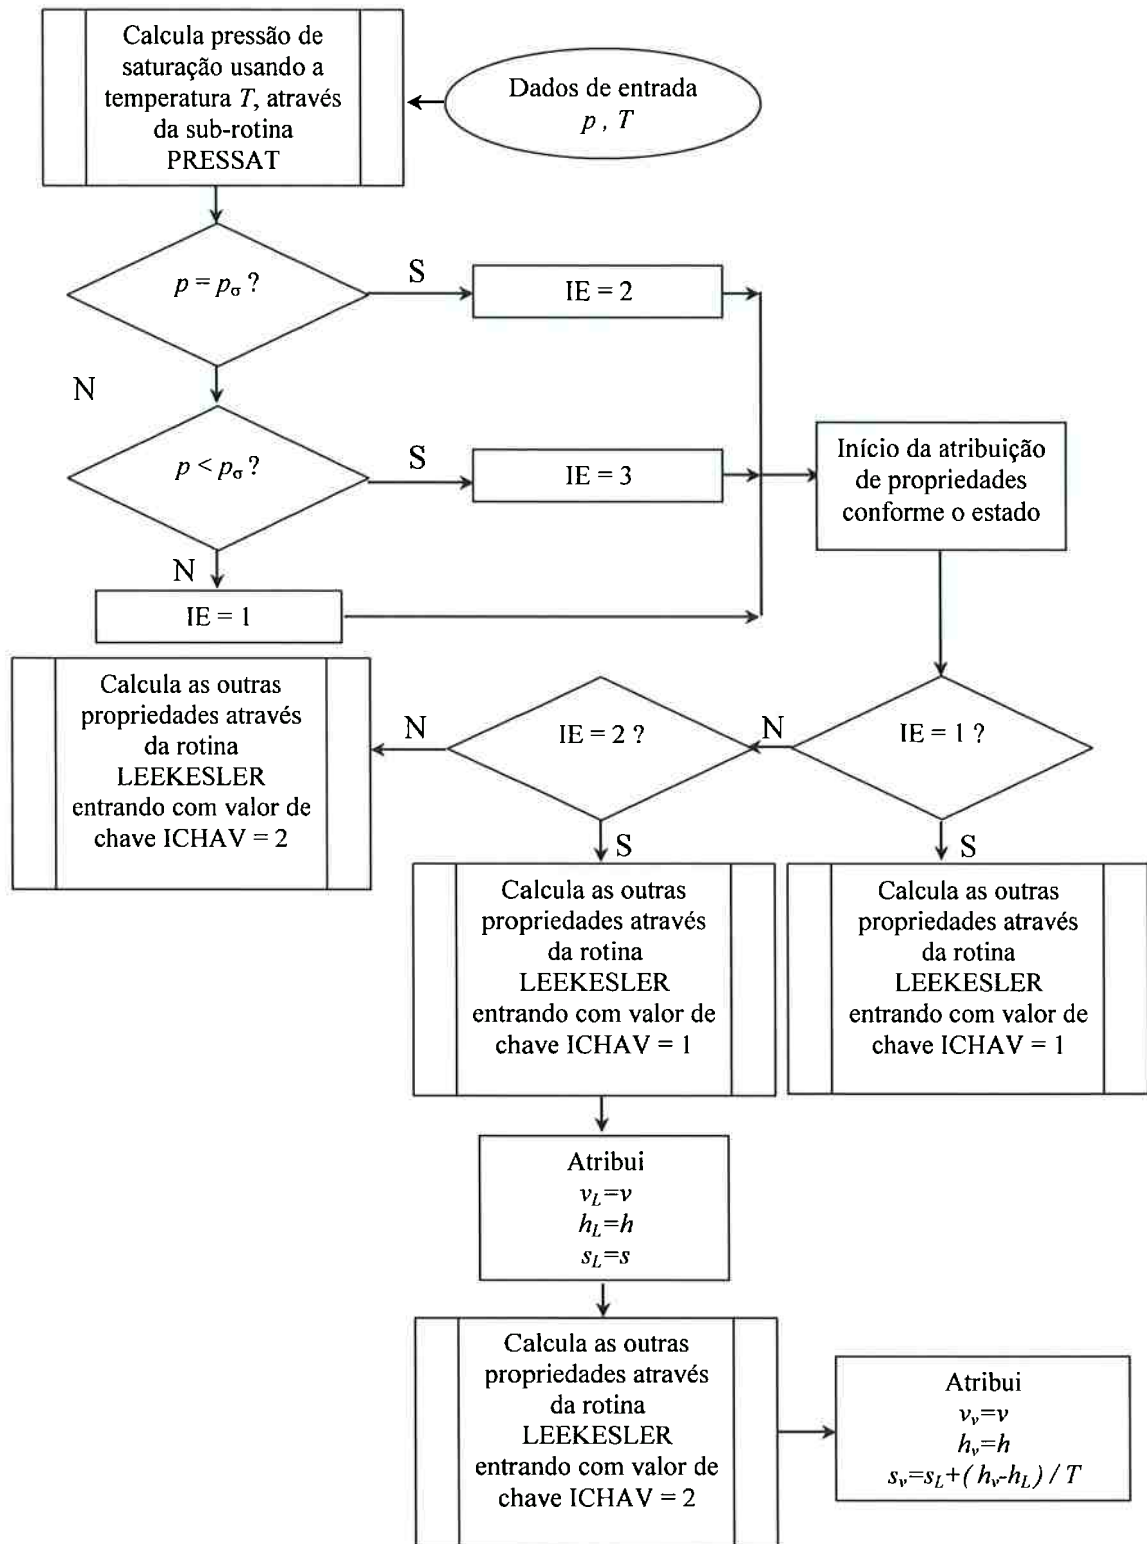 Calcula pressão de
saturação usando a
temperatura T, através
da sub-rotina
PRESSAT
Dados de entrada
p , T
p = pσ ?
S
IE = 2
N
p < pσ ?
S
IE = 3
Início da atribuição
de propriedades
conforme o estado
N
IE = 1
Calcula as outras
propriedades através
da rotina
LEEKESLER
entrando com valor de
chave ICHAV = 2
N
IE = 2 ?
N
IE = 1 ?
S
S
Calcula as outras
propriedades através
da rotina
LEEKESLER
entrando com valor de
chave ICHAV = 1
Calcula as outras
propriedades através
da rotina
LEEKESLER
entrando com valor de
chave ICHAV = 1
Atribui
vL=v
hL=h
sL=s
Calcula as outras
propriedades através
da rotina
LEEKESLER
entrando com valor de
chave ICHAV = 2
Atribui
vv=v
hv=h
sv=sL+( hv-hL) / T